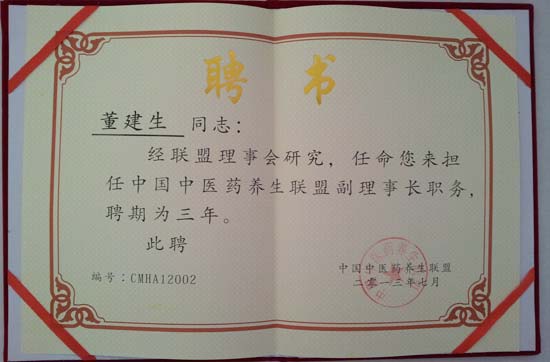 聘书
董建生 同志：
经联盟理事会研究，任命您来担
任中国中医药养生联盟副理事长职务，
聘期为三年。
此聘
编号：CMHA12002
中国中医药养生联盟
二零一三年七月